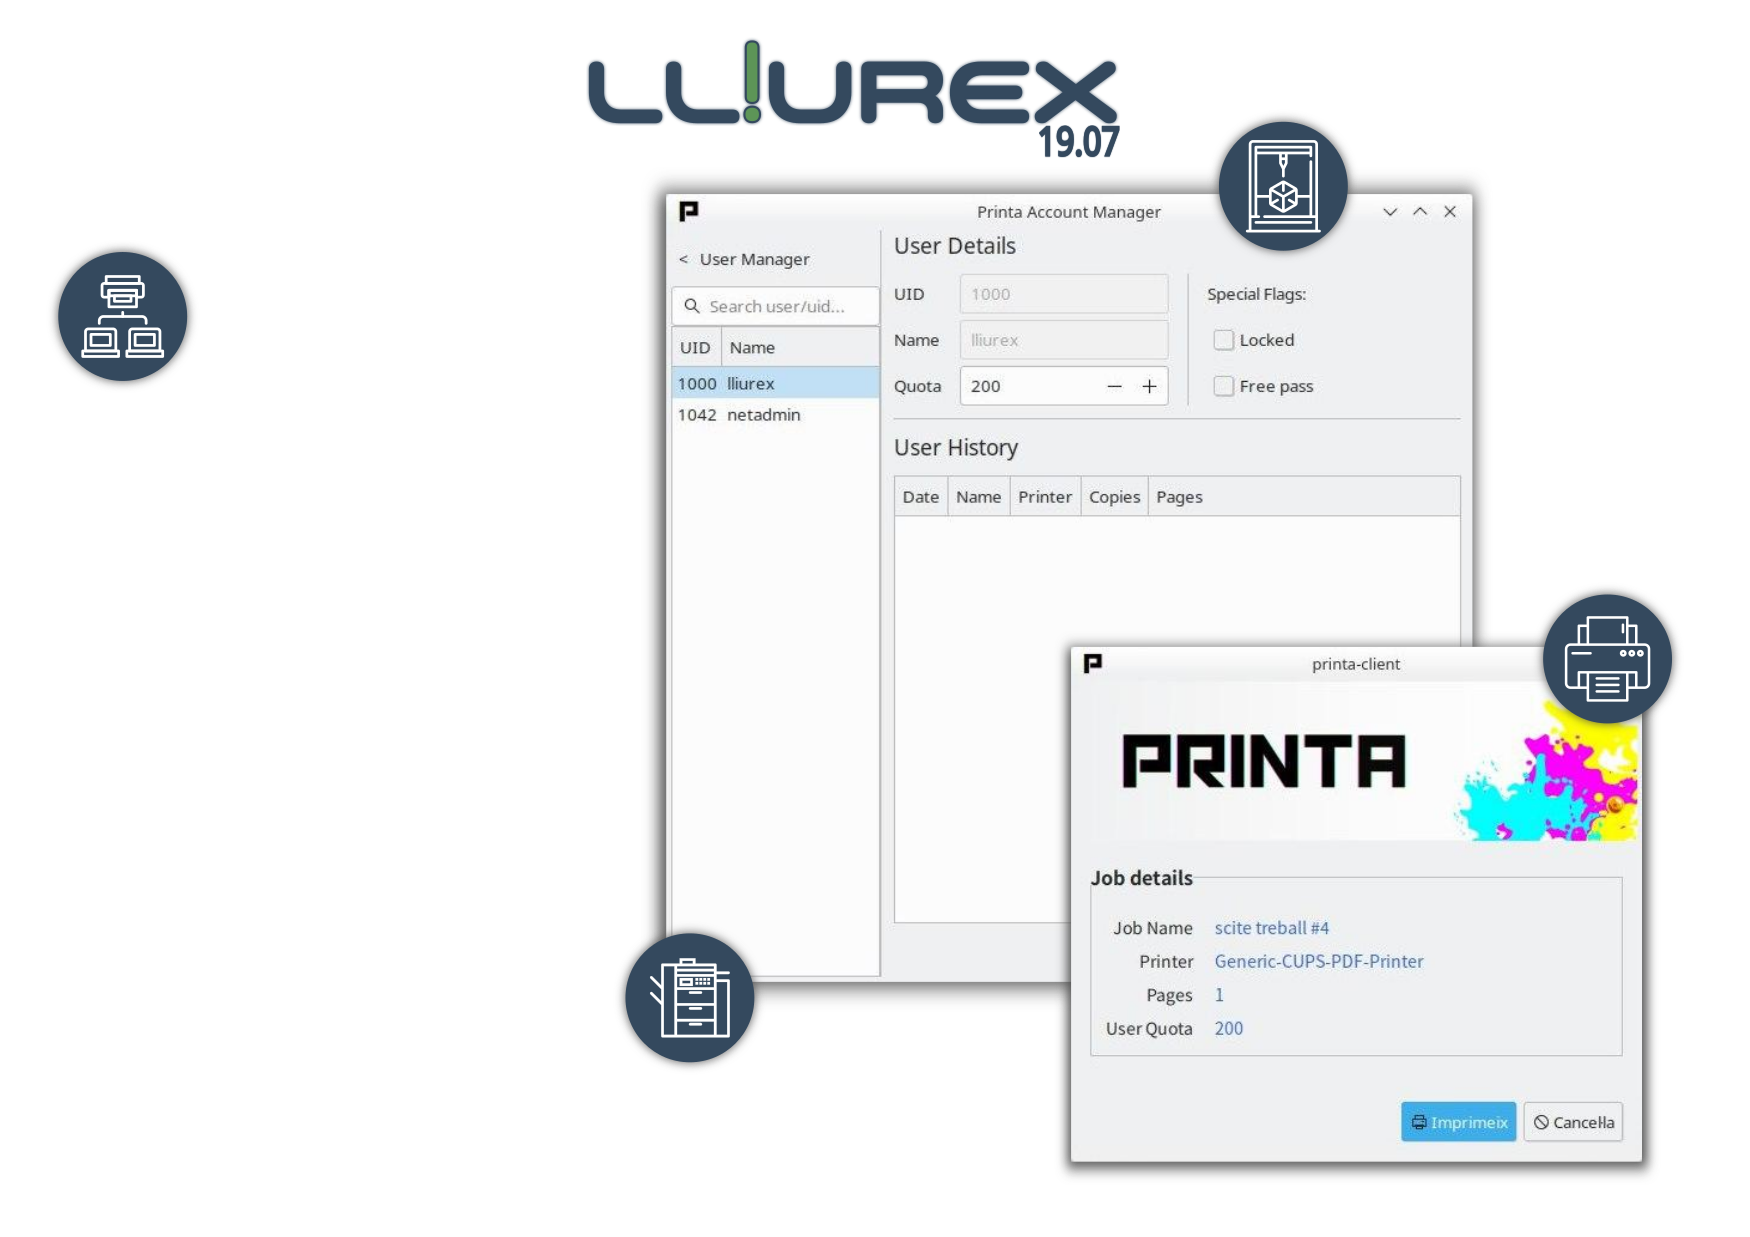 LL!UREX
19.07
Printa Account Manager
< User Manager
Search user/uid...
UID Name
1000 lliurex
1042 netadmin
User Details
UID 1000
Name lliurex
Quota 200 − +
Special Flags:
Locked
Free pass
User History
Date Name Printer Copies Pages
printa-client
PRINTA
Job details
Job Name scite treball #4
Printer Generic-CUPS-PDF-Printer
Pages 1
User Quota 200
Imprimeix Cancel·la